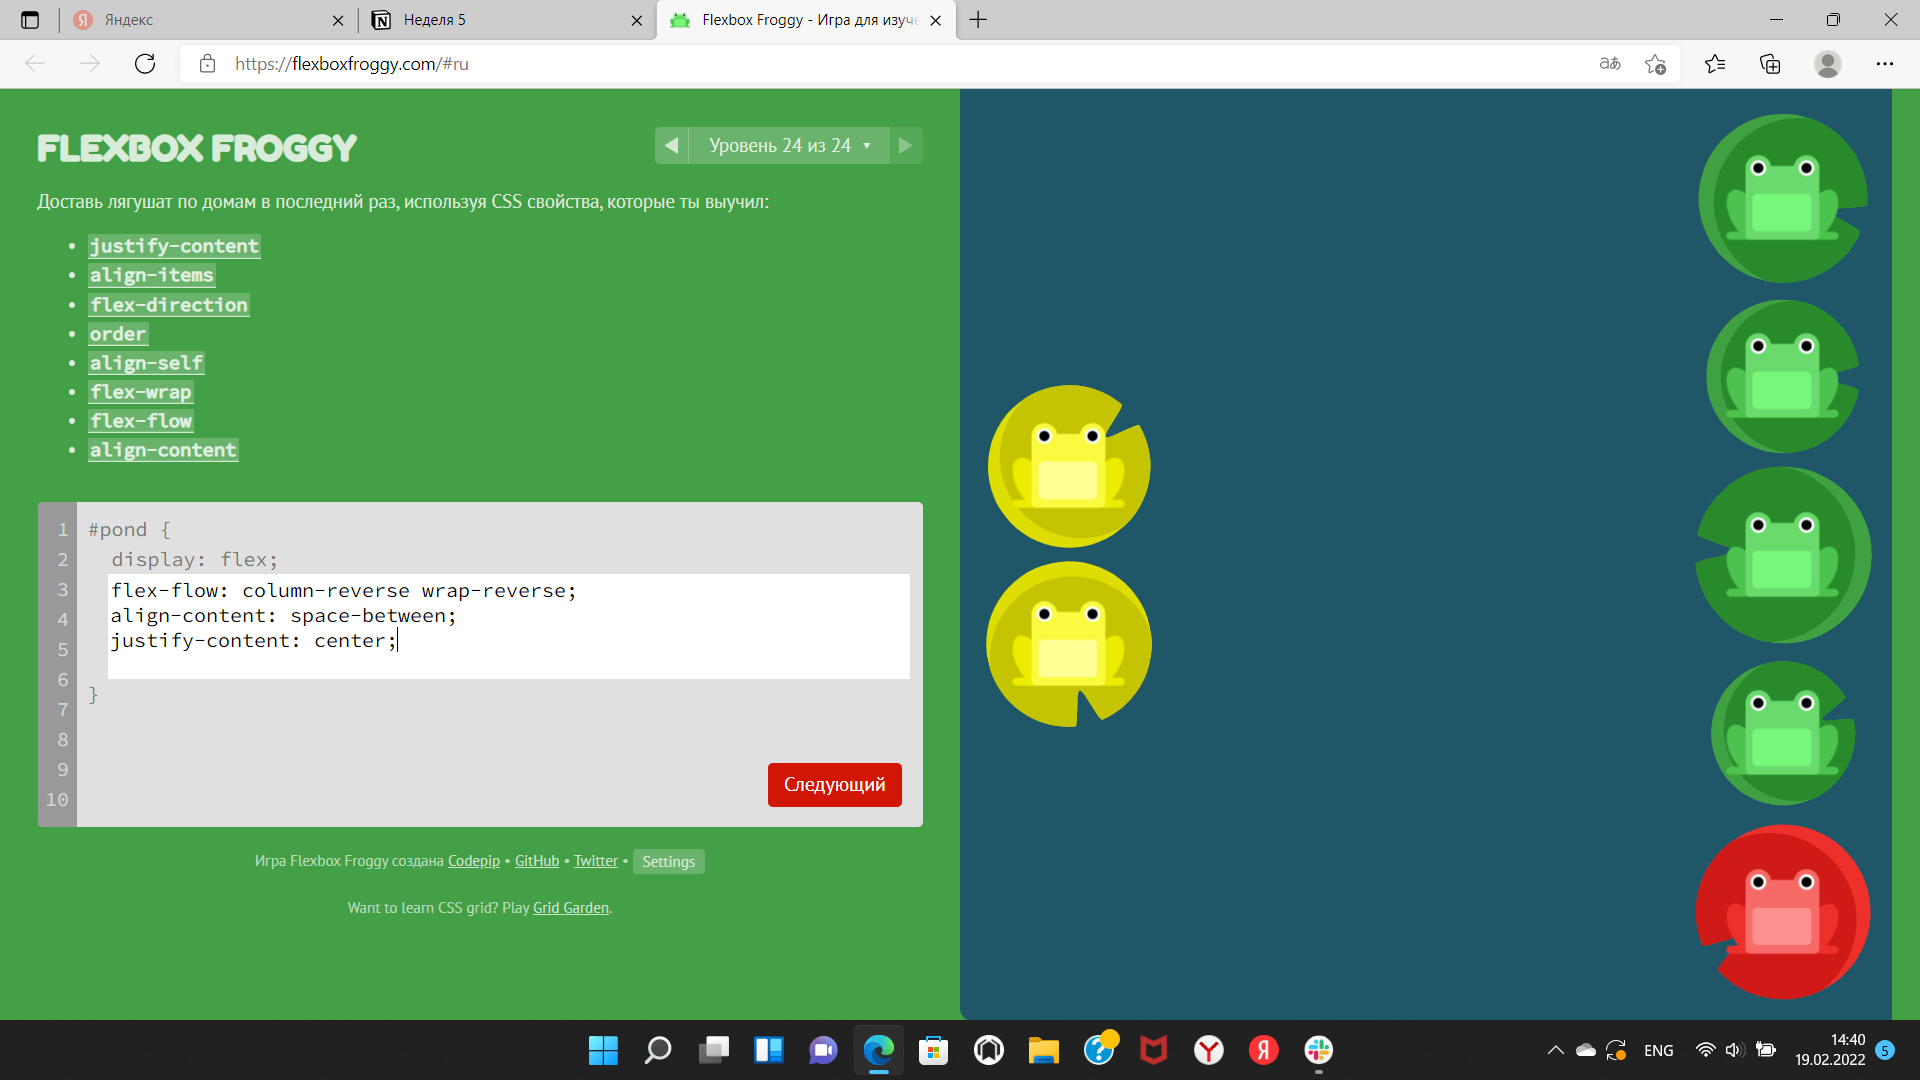 Яндекс
Неделя 5
Flexbox Froggy - Игра для изуче
https://flexboxfroggy.com/#ru
FLEXBOX FROGGY
Уровень 24 из 24
Доставь лягушат по домам в последний раз, используя CSS свойства, которые ты выучил:
justify-content
align-items
flex-direction
order
align-self
flex-wrap
flex-flow
align-content
1 #pond {
2 display: flex;
3 flex-flow: column-reverse wrap-reverse;
4 align-content: space-between;
5 justify-content: center;
6 }
7
8
9
10
Следующий
Игра Flexbox Froggy создана Codepip • GitHub • Twitter • Settings
Want to learn CSS grid? Play Grid Garden.
ENG
14:40
19.02.2022
5